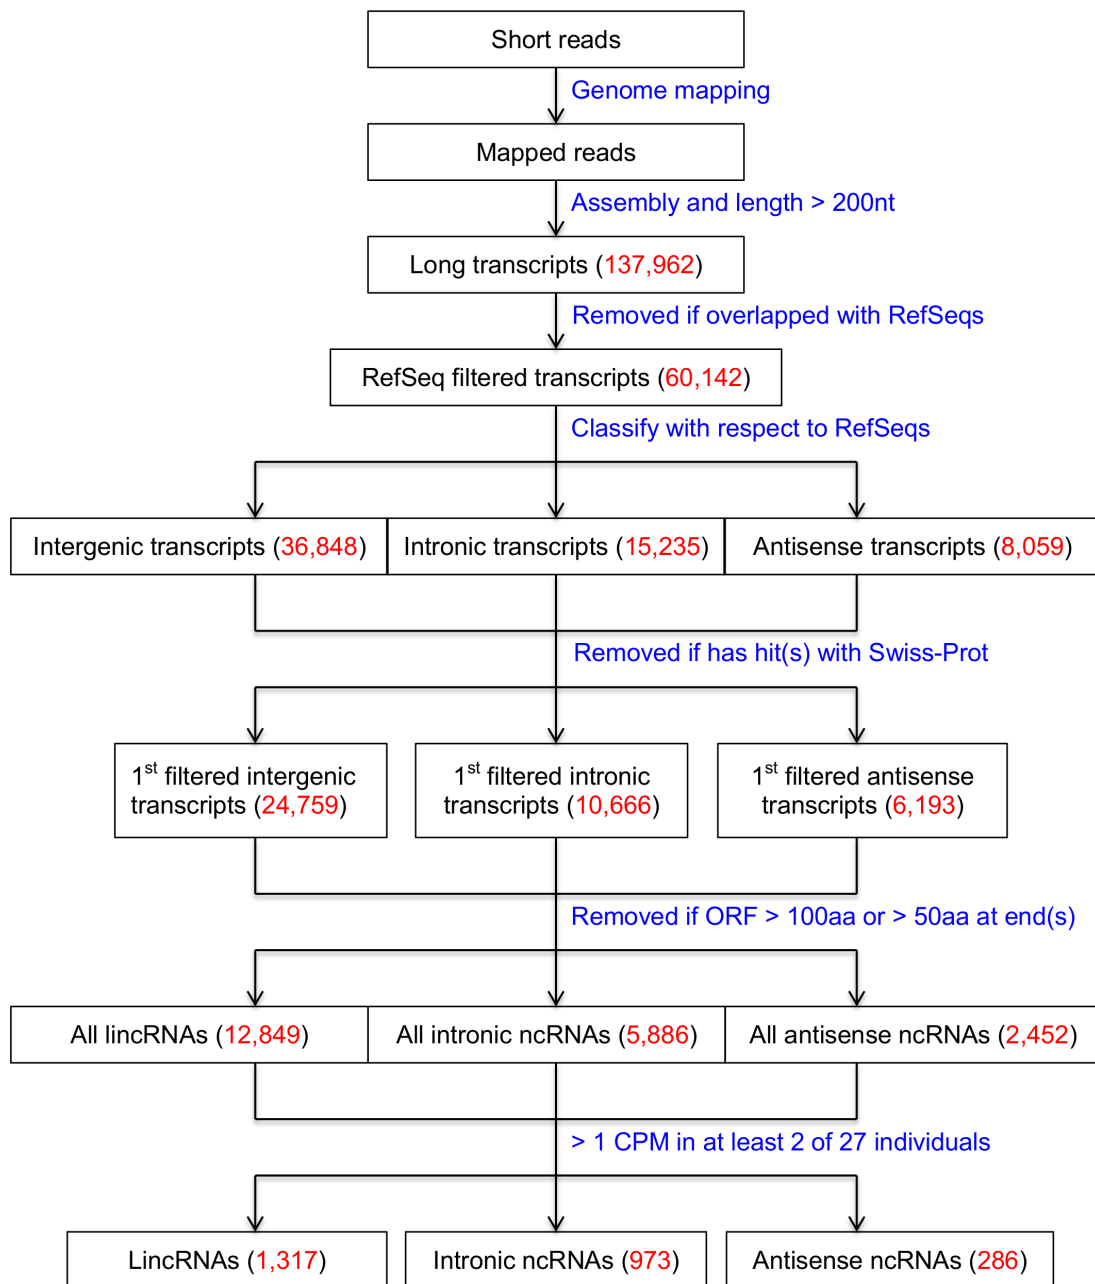 Short reads
Genome mapping
Mapped reads
Assembly and length > 200nt
Long transcripts (137,962)
Removed if overlapped with RefSeqs
RefSeq filtered transcripts (60,142)
Classify with respect to RefSeqs
Intergenic transcripts (36,848)
Intronic transcripts (15,235)
Antisense transcripts (8,059)
Removed if has hit(s) with Swiss-Prot
1st filtered intergenic
transcripts (24,759)
1st filtered intronic
transcripts (10,666)
1st filtered antisense
transcripts (6,193)
Removed if ORF > 100aa or > 50aa at end(s)
All lincRNAs (12,849)
All intronic ncRNAs (5,886)
All antisense ncRNAs (2,452)
> 1 CPM in at least 2 of 27 individuals
LincRNAs (1,317)
Intronic ncRNAs (973)
Antisense ncRNAs (286)